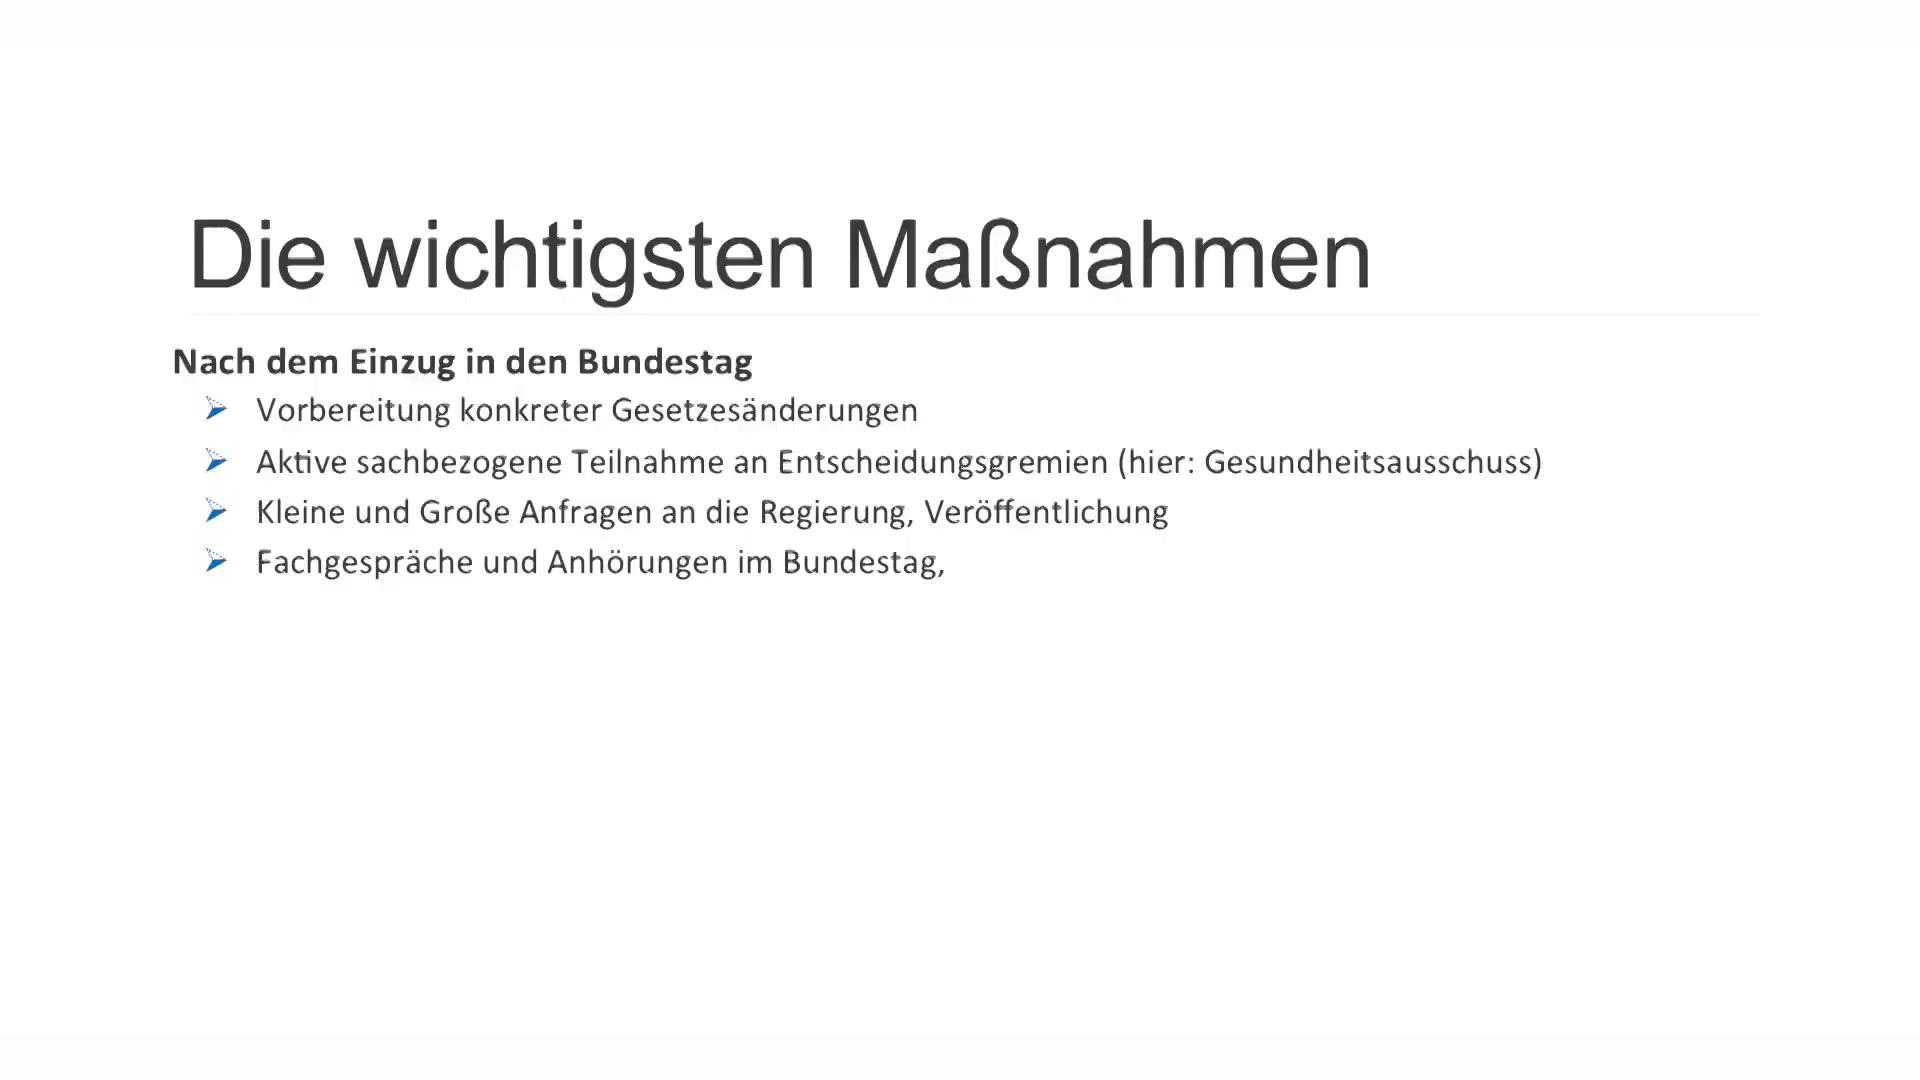 Die wichtigsten Maßnahmen
Nach dem Einzug in den Bundestag
Vorbereitung konkreter Gesetzesänderungen
Aktive sachbezogene Teilnahme an Entscheidungsgremien (hier: Gesundheitsausschuss)
Kleine und Große Anfragen an die Regierung, Veröffentlichung
Fachgespräche und Anhörungen im Bundestag,